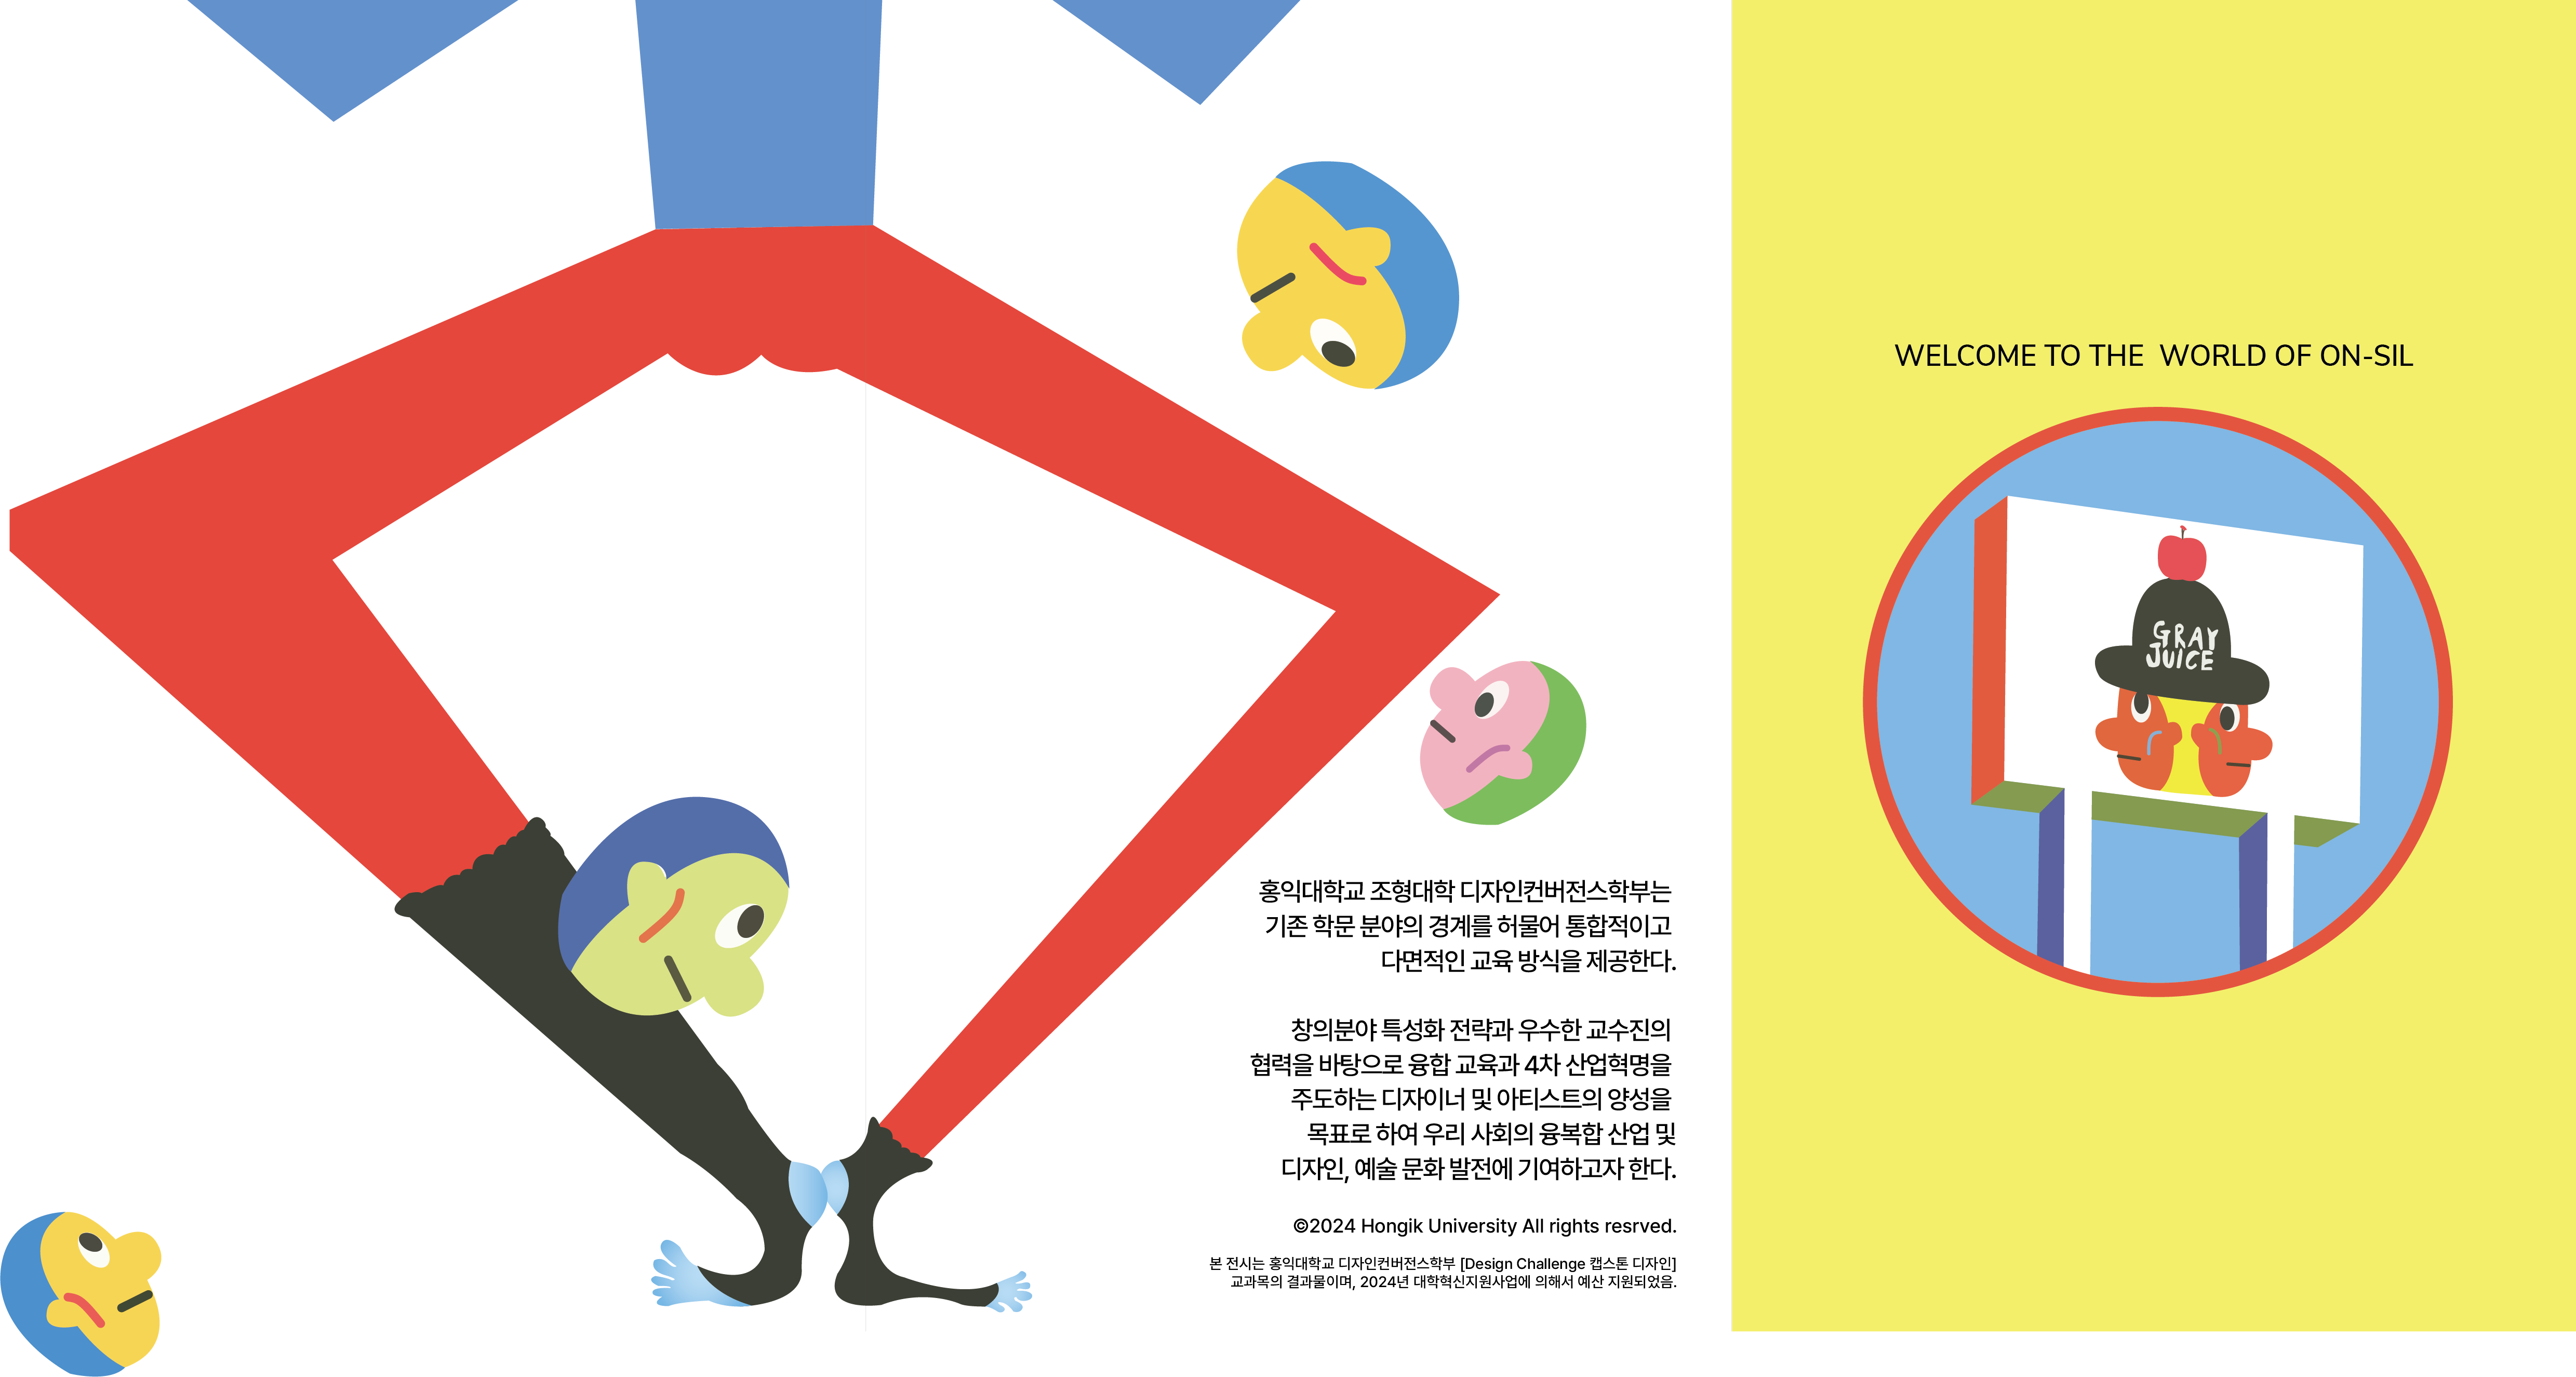 홍익대학교 조형대학 디자인컨버전스학부는
기존 학문 분야의 경계를 허물어 통합적이고
다면적인 교육 방식을 제공한다.
창의분야 특성화 전략과 우수한 교수진의
협력을 바탕으로 융합 교육과 4차 산업혁명을
주도하는 디자이너 및 아티스트의 양성을
목표로 하여 우리 사회의 융복합 산업 및
디자인, 예술 문화 발전에 기여하고자 한다.
©2024 Hongik University All rights resrved.
본 전시는 홍익대학교 디자인컨버전스학부 [Design Challenge 캡스톤 디자인]
교과목의 결과물이며, 2024년 대학혁신지원사업에 의해서 예산 지원되었음.
WELCOME TO THE WORLD OF ON-SIL
GRAY
JUICE